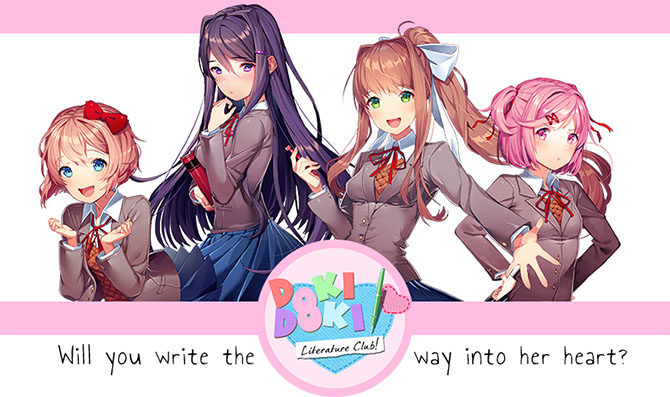 DOKI
DOKI
Literature Club!
Will you write the way into her heart?